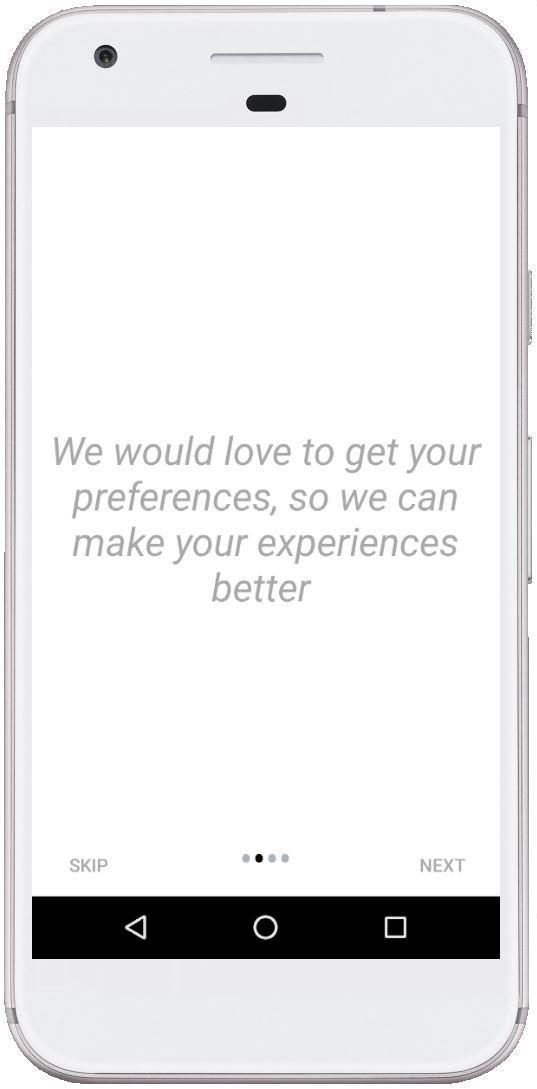 We would love to get your
preferences, so we can
make your experiences
better
SKIP
NEXT